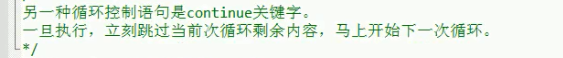 另一种循环控制语句是continue关键字。
一旦执行，立刻跳过当前次循环剩余内容，马上开始下一次循环。
*/